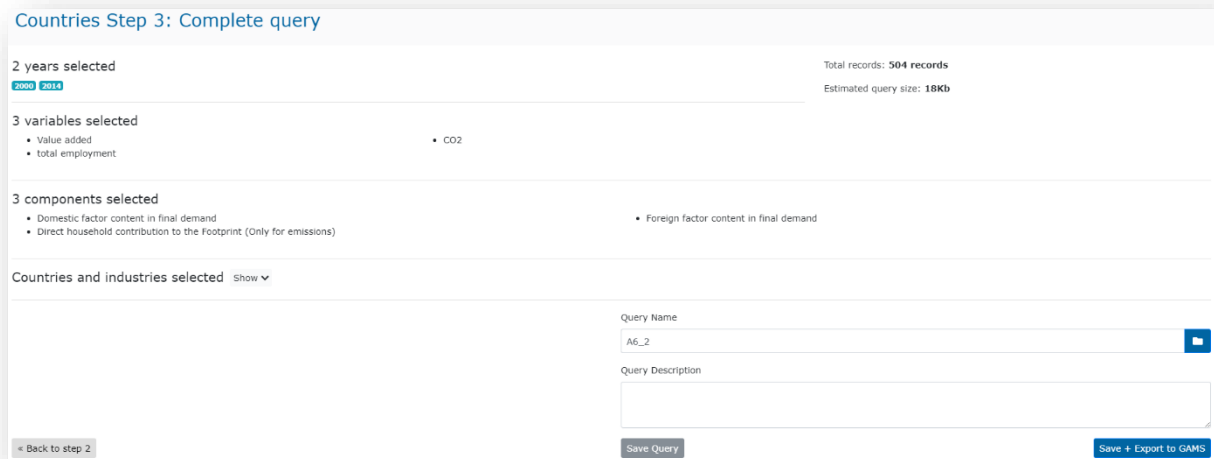 Countries Step 3: Complete query
2 years selected
2000 2014
Total records: 504 records
Estimated query size: 18Kb
3 variables selected
• Value added
• total employment
• CO2
3 components selected
• Domestic factor content in final demand
• Direct household contribution to the Footprint (Only for emissions)
• Foreign factor content in final demand
Countries and industries selected Show
Query Name
A6_2
Query Description
« Back to step 2
Save Query
Save + Export to GAMS